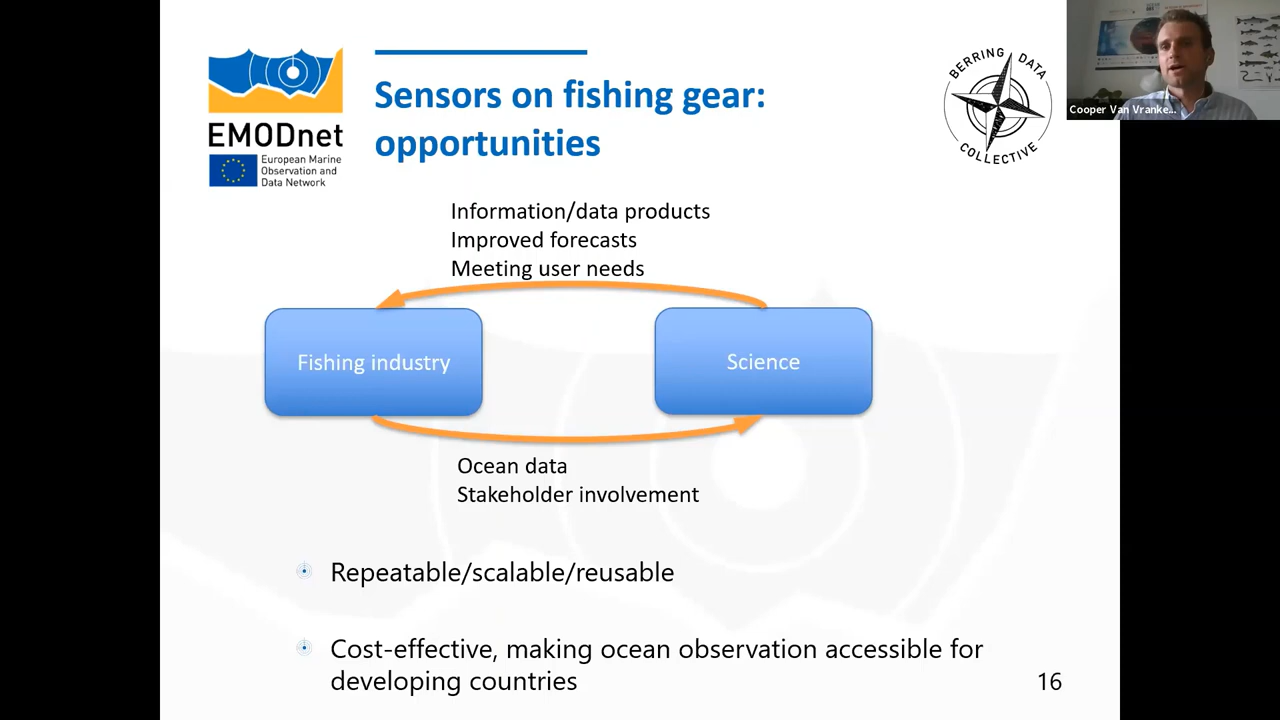 EMODnet
European Marine
Observation and
Data Network
Sensors on fishing gear:
opportunities
BERRING DATA
COLLECTIVE
Cooper Van Vranke...
Information/data products
Improved forecasts
Meeting user needs
Fishing industry
Science
Ocean data
Stakeholder involvement
Repeatable/scalable/reusable
Cost-effective, making ocean observation accessible for
developing countries
16